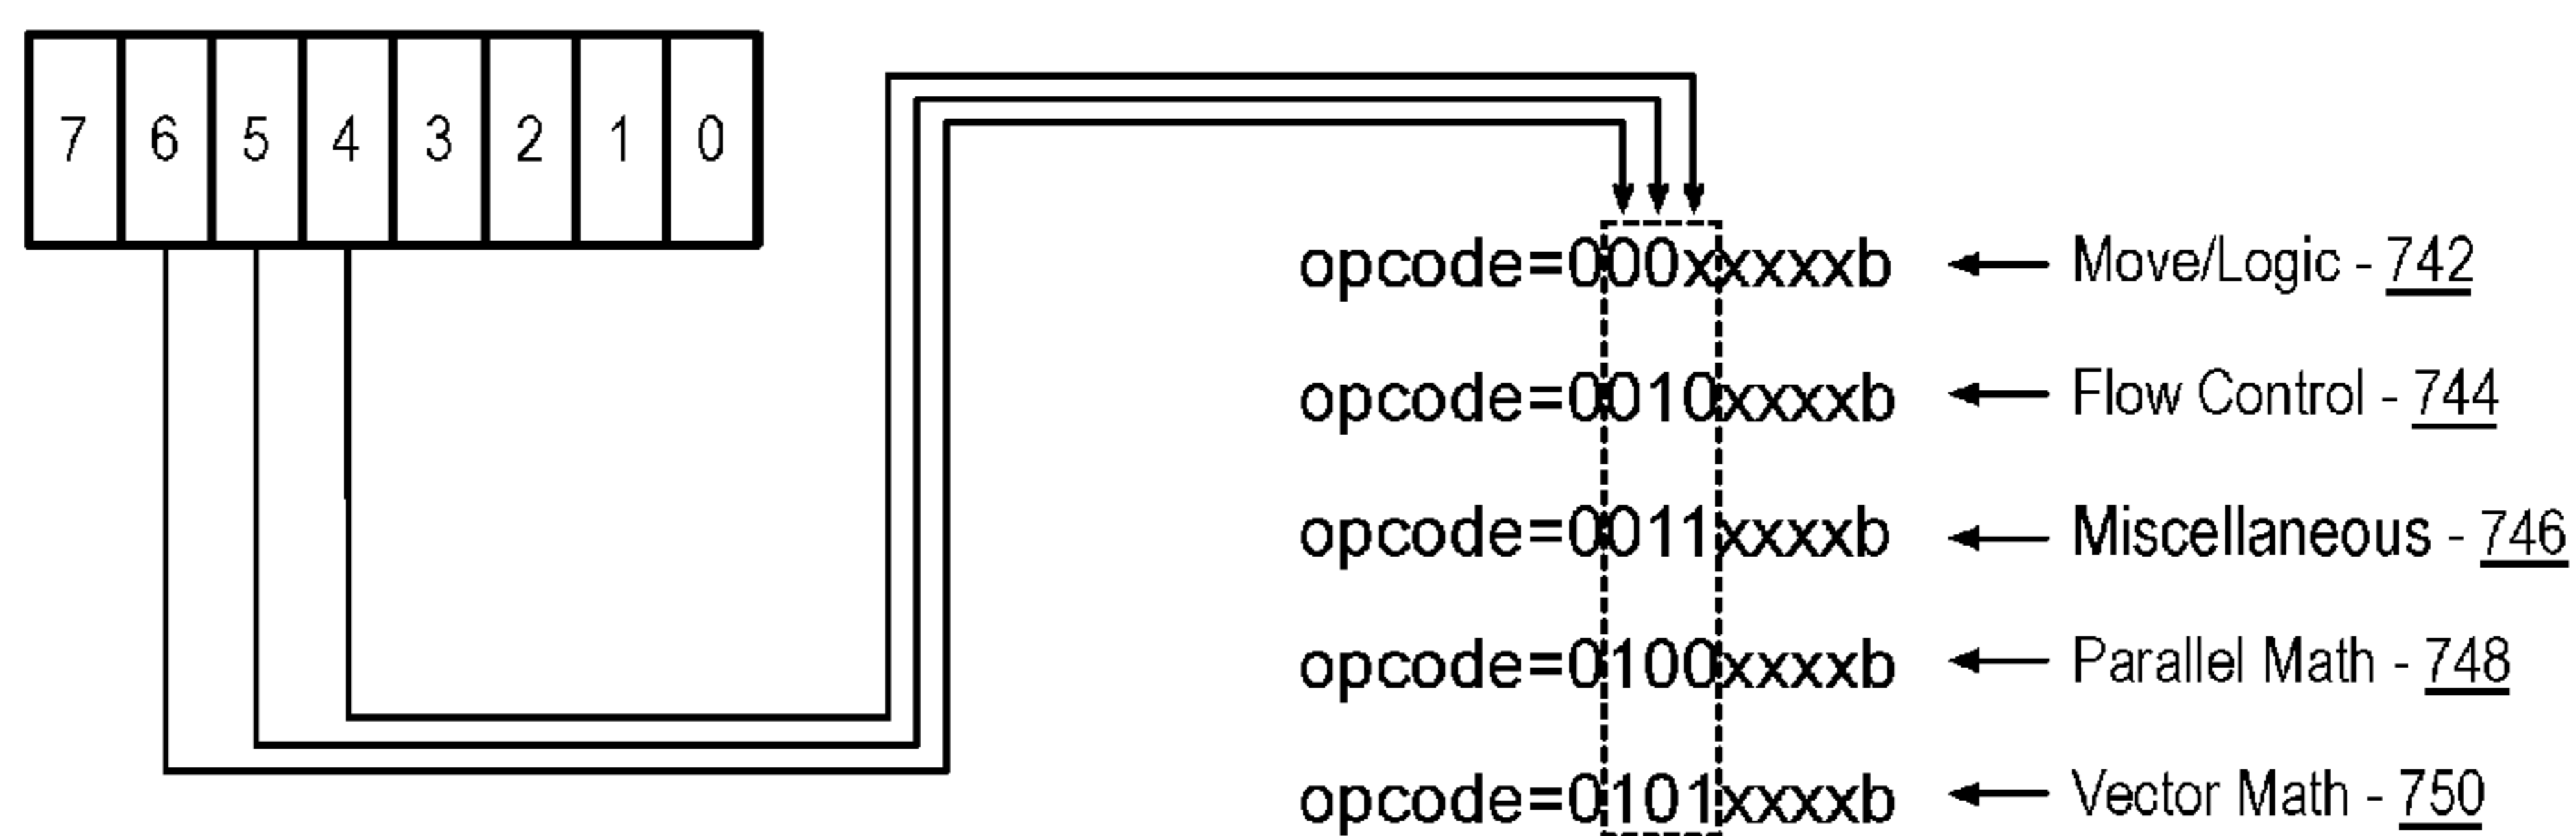 7 6 5 4 3 2 1 0
opcode=000xxxxxb Move/Logic - 742
opcode=0010xxxxb Flow Control - 744
opcode=0011xxxxb Miscellaneous - 746
opcode=0100xxxxb Parallel Math - 748
opcode=0101xxxxb Vector Math - 750